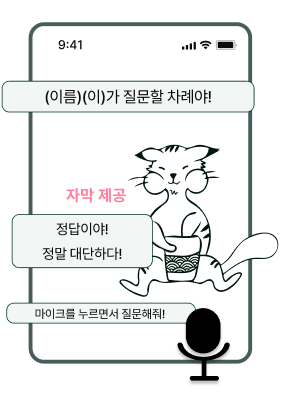 9:41
(이름)(이)가 질문할 차례야!
자막 제공
정답이야!
정말 대단하다!
마이크를 누르면서 질문해줘!